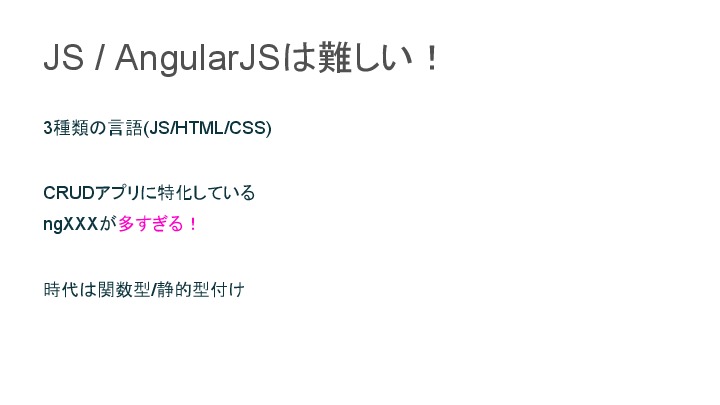 JS / AngularJSは難しい！
3種類の言語(JS/HTML/CSS)
CRUDアプリに特化している
ngXXXが多すぎる！
時代は関数型/静的型付け